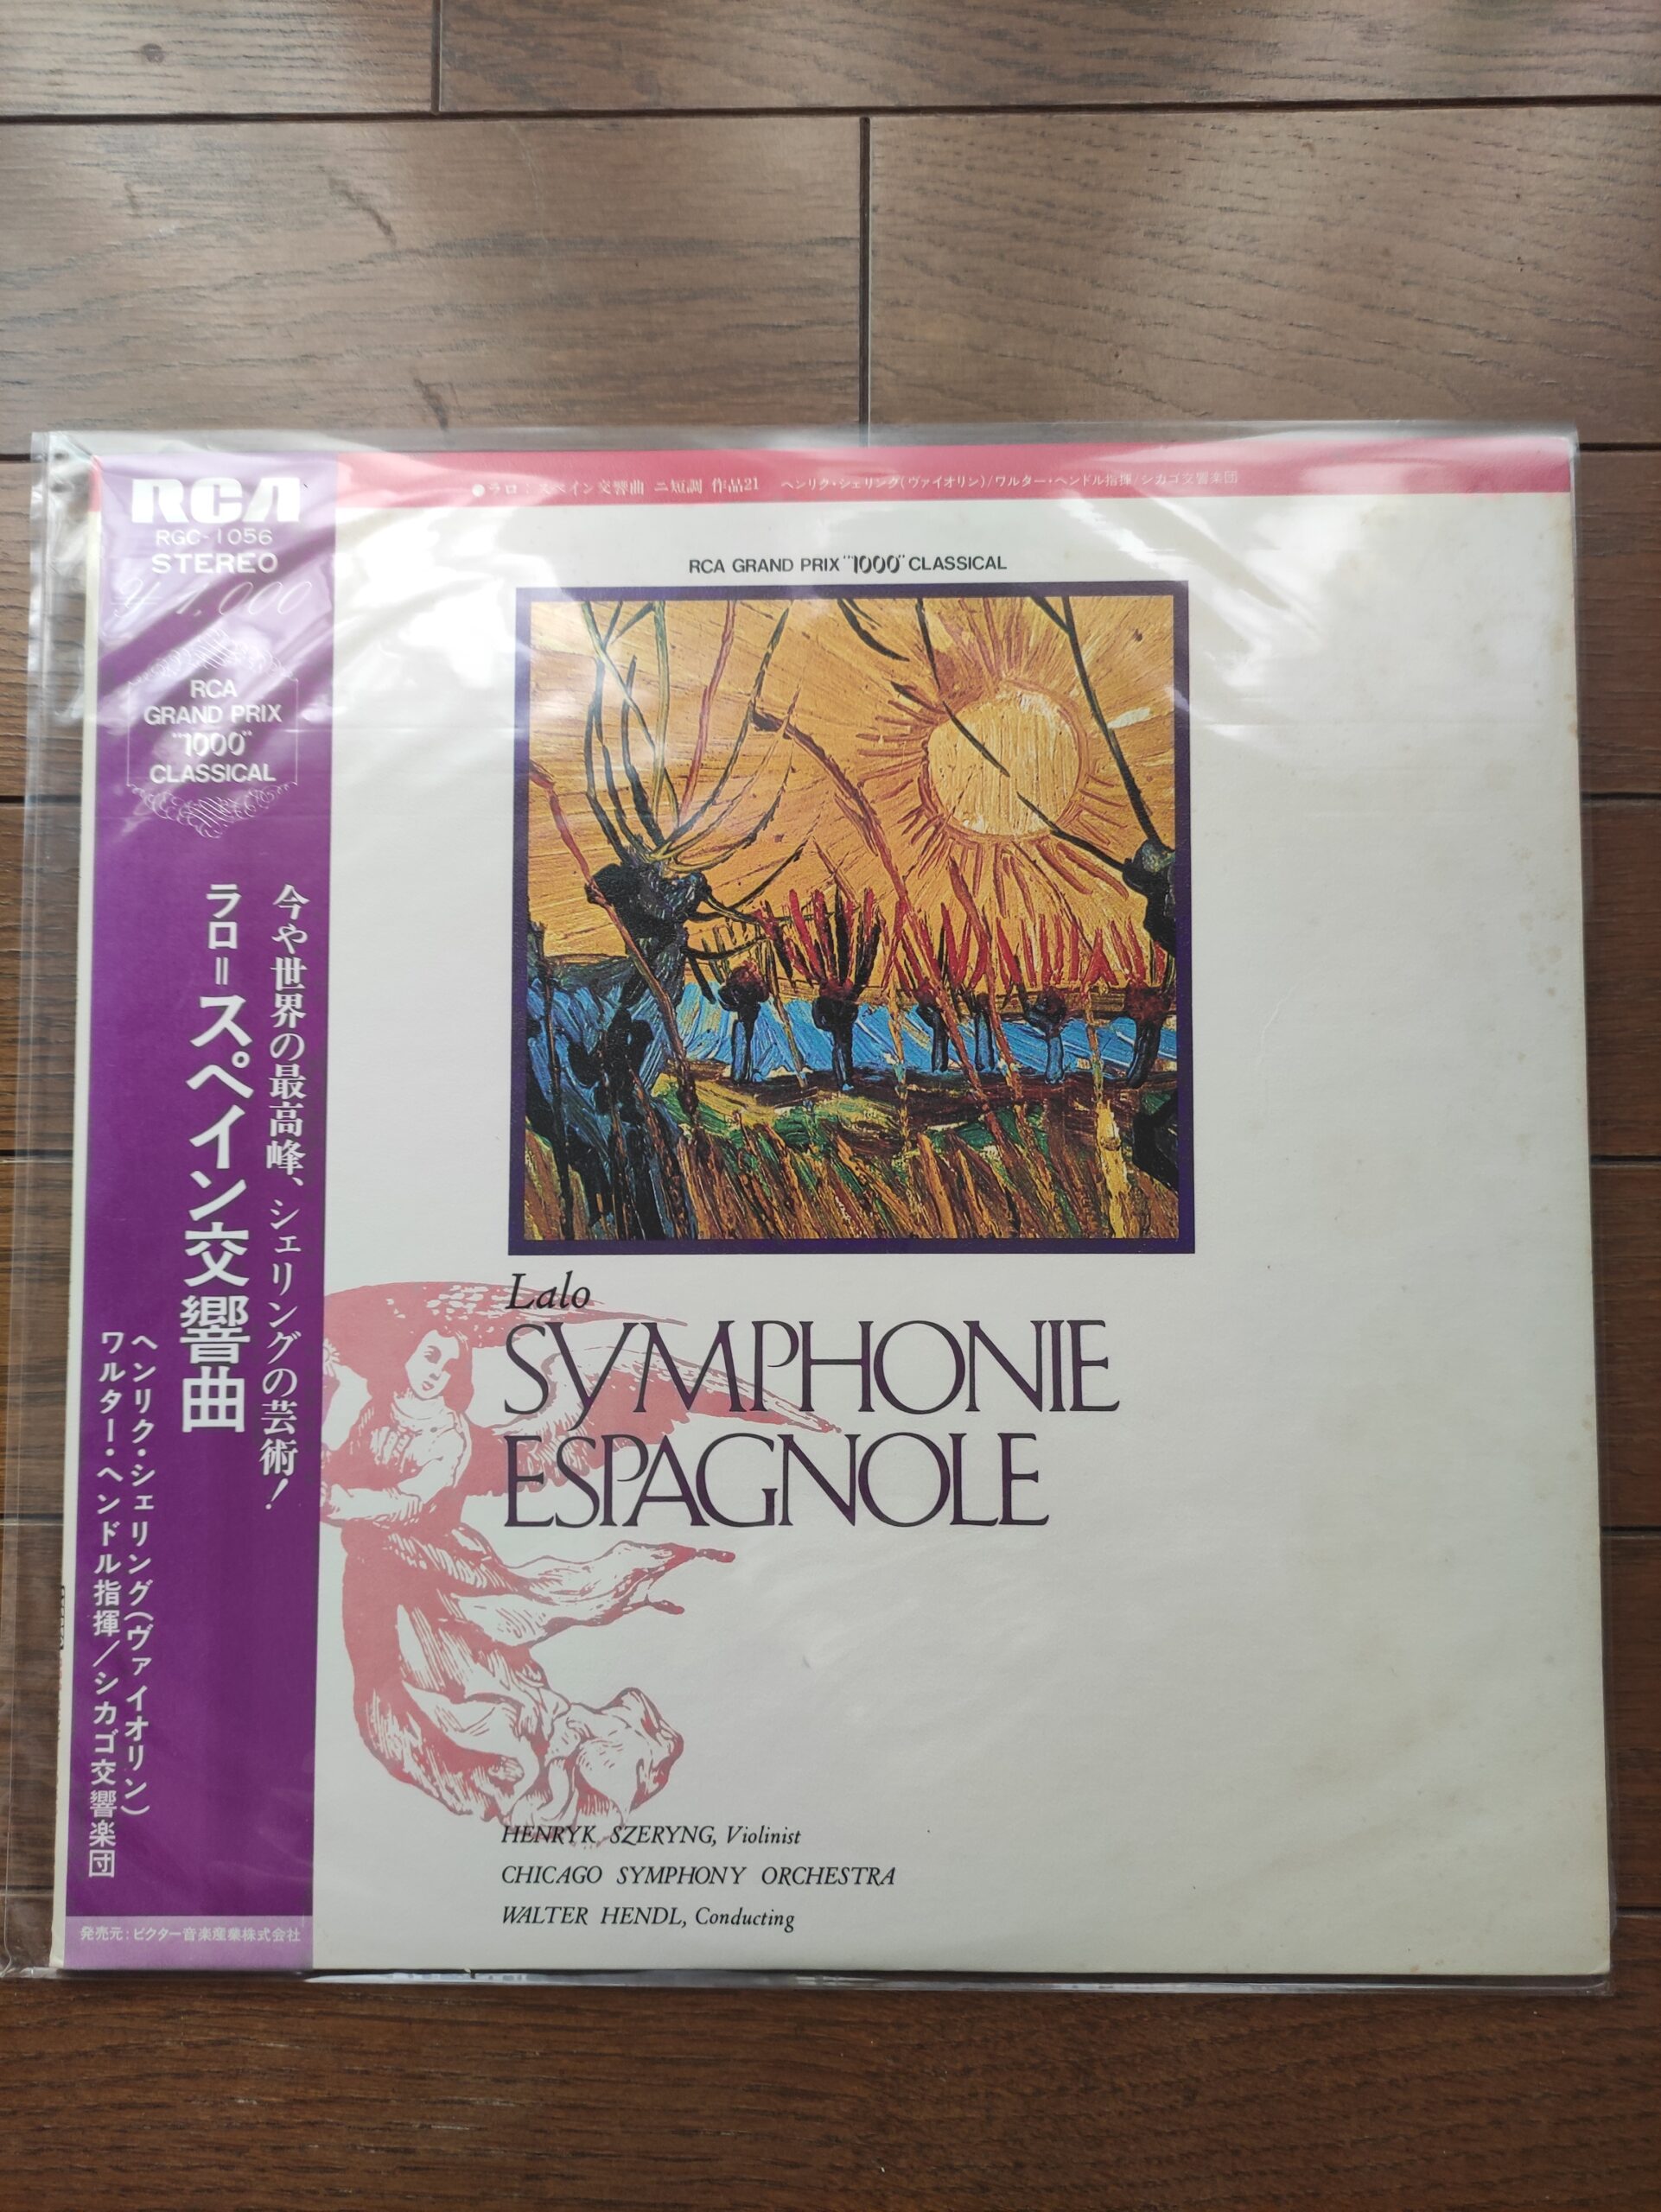 RCA
RGC-1056
STEREO
¥1,000
RCA
GRAND PRIX
"1000"
CLASSICAL
今や世界の最高峰、シェリングの芸術!
ラロ=スペイン交響曲
ヘンリク・シェリング(ヴァイオリン)
ワルター・ヘンドル指揮/シカゴ交響楽団
発売元:ビクター音楽産業株式会社
●ラロ:スペイン交響曲 ニ短調 作品21 ヘンリク・シェリング(ヴァイオリン)/ワルター・ヘンドル指揮/シカゴ交響楽団
RCA GRAND PRIX "1000" CLASSICAL
Lalo
SYMPHONIE
ESPAGNOLE
HENRYK SZERYNG, Violinist
CHICAGO SYMPHONY ORCHESTRA
WALTER HENDL, Conducting